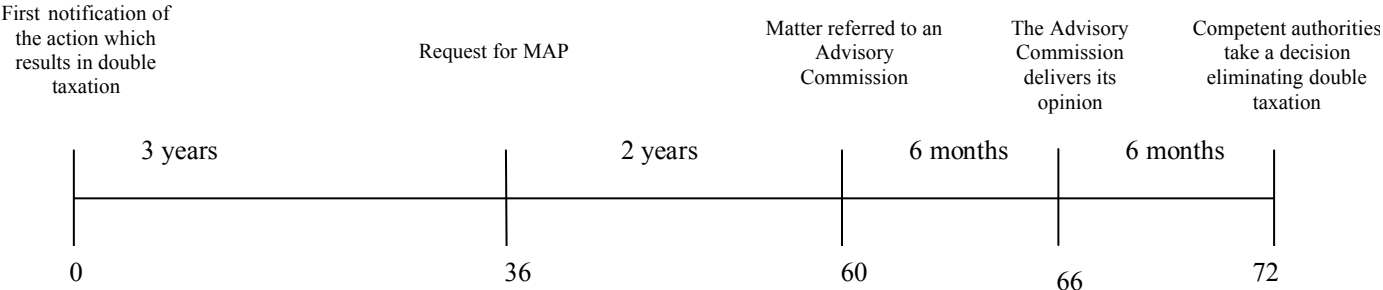 First notification of
the action which
results in double
taxation
Request for MAP
Matter referred to an
Advisory
Commission
The Advisory
Commission
delivers its
opinion
Competent authorities
take a decision
eliminating double
taxation
3 years
2 years
6 months
6 months
0
36
60
66
72